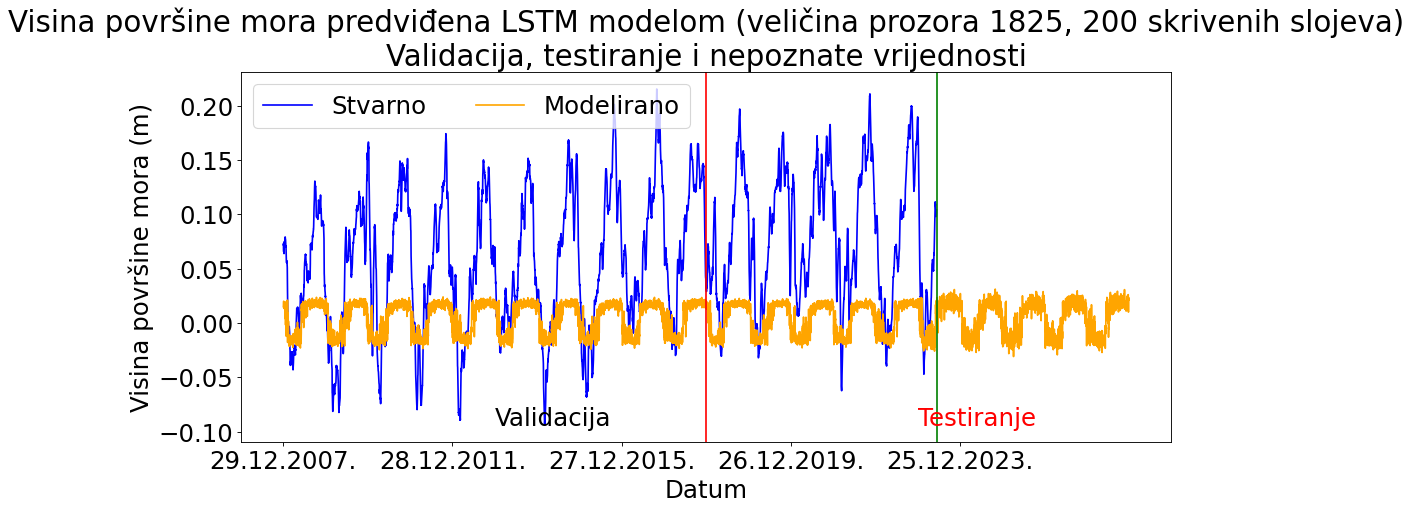 Visina površine mora predviđena LSTM modelom (veličina prozora 1825, 200 skrivenih slojeva)
Validacija, testiranje i nepoznate vrijednosti
Stvarno Modelirano
Visina površine mora (m)
0.20
0.15
0.10
0.05
0.00
−0.05
−0.10
Validacija Testiranje
29.12.2007. 28.12.2011. 27.12.2015. 26.12.2019. 25.12.2023.
Datum